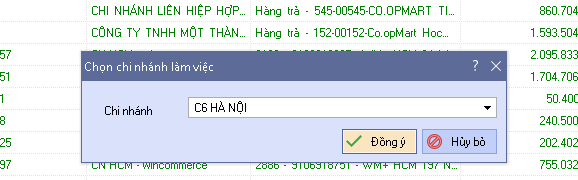 CHI NHÁNH LIÊN HIỆP HỢP... Hàng trả - 545-00545-CO.OPMART TI... 860.704
CÔNG TY TNHH MỘT THÀN... Hàng trả - 152-00152-Co.opMart Hoc... 1.593.504
57 2.095.833
Chọn chi nhánh làm việc ? ×
51 1.704.706
1 50.400
Chi nhánh C6 HÀ NỘI
8 240.500
25 202.402
Đồng ý Hủy bỏ
97 CN HCM - Wincommerce 2886 - 9106918751 - WM+ HCM 197 N... 755.032